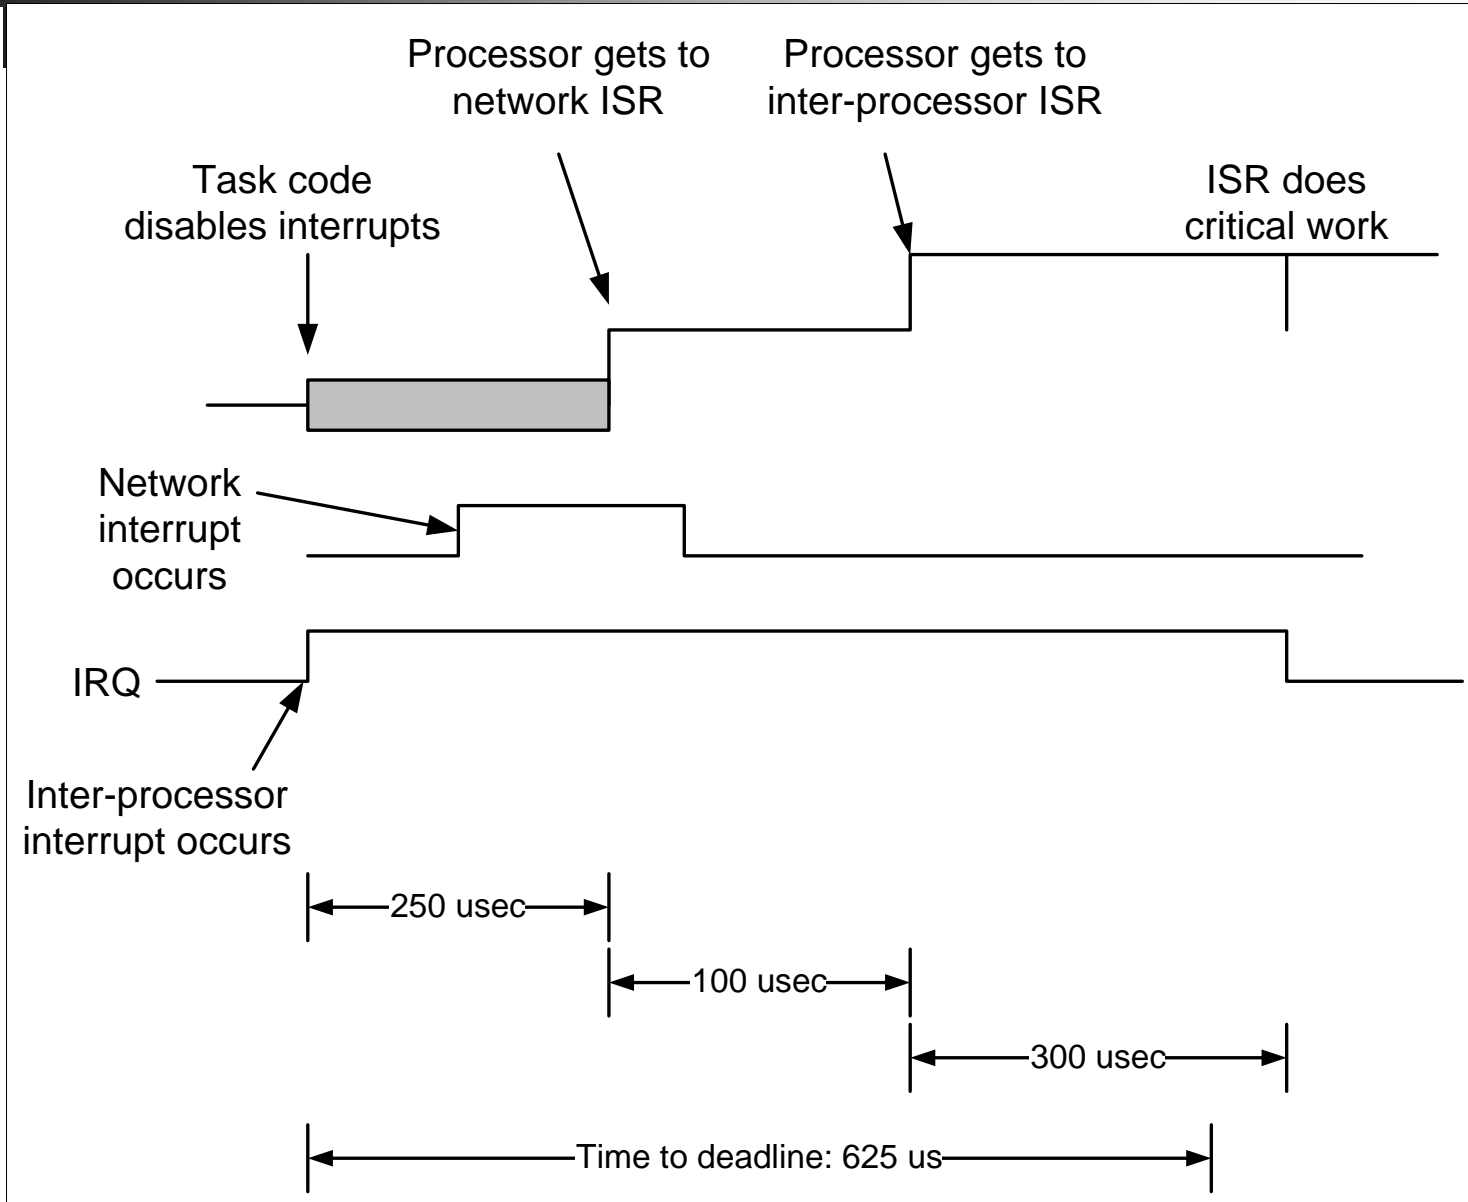 Processor gets to
network ISR
Processor gets to
inter-processor ISR
Task code
disables interrupts
ISR does
critical work
Network
interrupt
occurs
IRQ
Inter-processor
interrupt occurs
250 usec
100 usec
300 usec
Time to deadline: 625 us